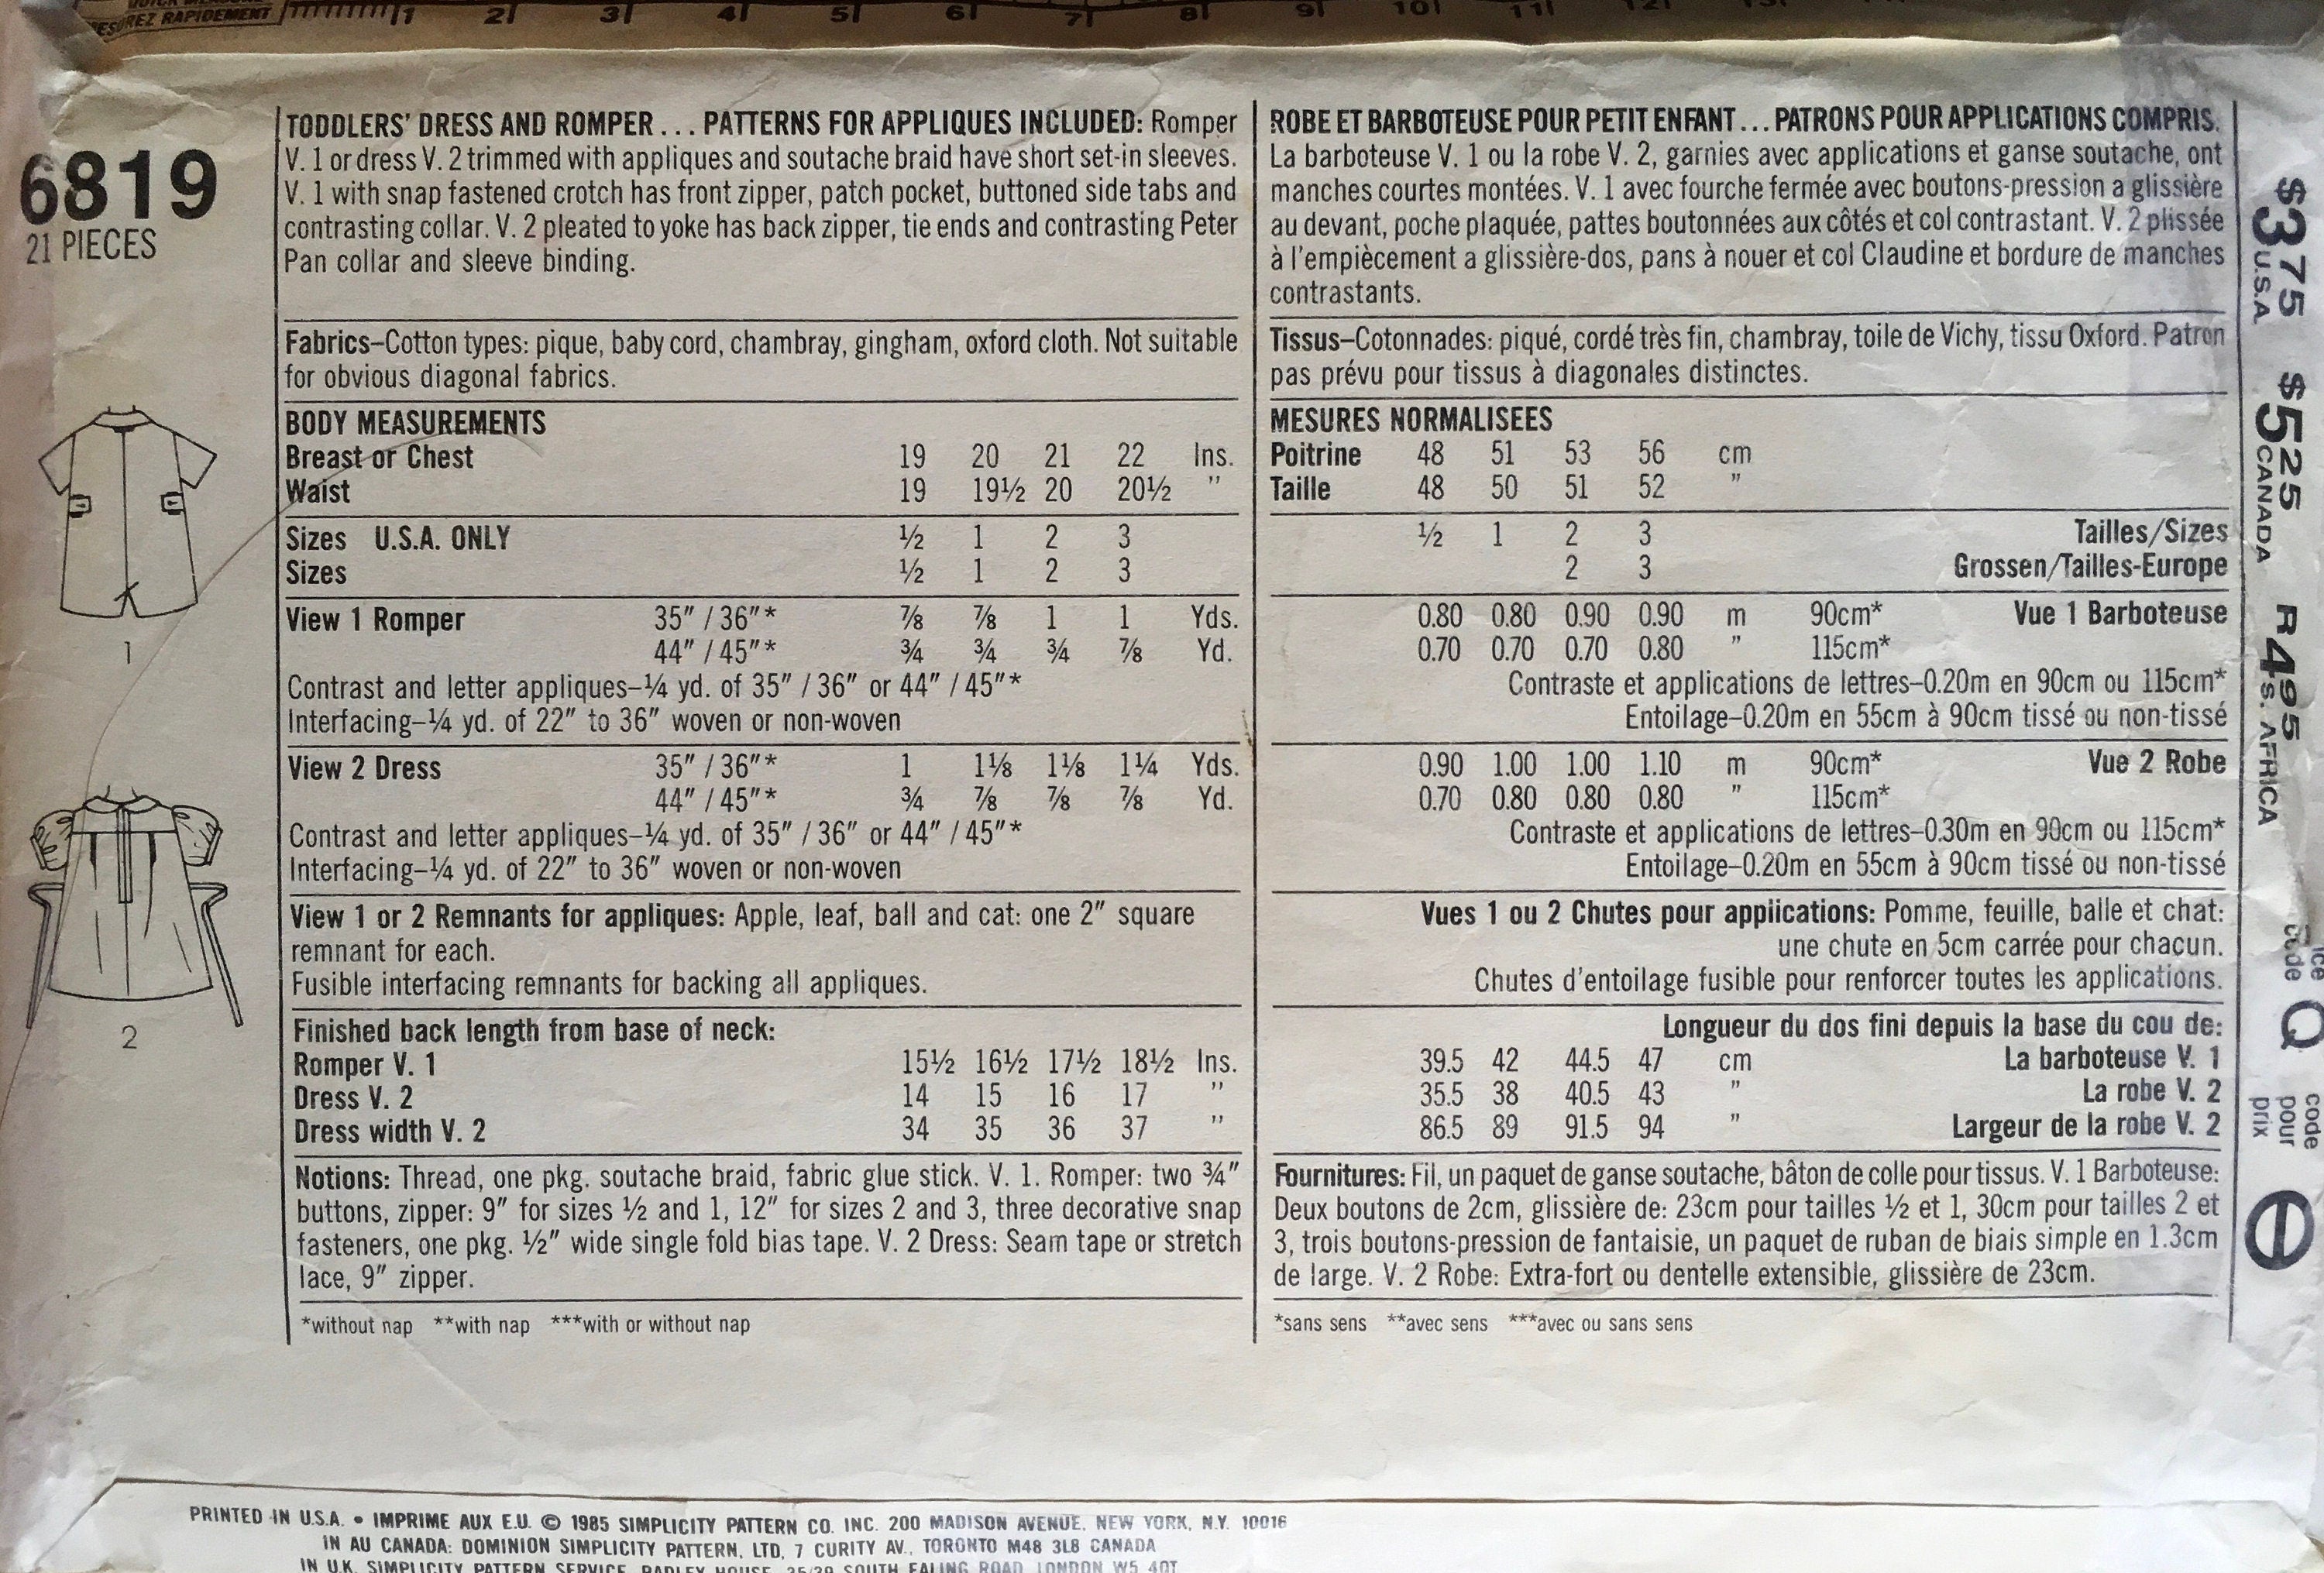 REZ RAPIDEMENT
1 2 3 4 5 6 7 8 9 10 11 12 13
6819
21 PIECES
1
2
TODDLERS' DRESS AND ROMPER ... PATTERNS FOR APPLIQUES INCLUDED: Romper
V. 1 or dress V. 2 trimmed with appliques and soutache braid have short set-in sleeves.
V. 1 with snap fastened crotch has front zipper, patch pocket, buttoned side tabs and
contrasting collar. V. 2 pleated to yoke has back zipper, tie ends and contrasting Peter
Pan collar and sleeve binding.
Fabrics–Cotton types: pique, baby cord, chambray, gingham, oxford cloth. Not suitable
for obvious diagonal fabrics.
BODY MEASUREMENTS
Breast or Chest 19 20 21 22 Ins.
Waist 19 19½ 20 20½ "
Sizes U.S.A. ONLY ½ 1 2 3
Sizes ½ 1 2 3
View 1 Romper 35" / 36"* ⅞ ⅞ 1 1 Yds.
44" / 45"* ¾ ¾ ¾ ⅞ Yd.
Contrast and letter appliques–¼ yd. of 35" / 36" or 44" / 45"*
Interfacing–¼ yd. of 22" to 36" woven or non-woven
View 2 Dress 35" / 36"* 1 1⅛ 1⅛ 1¼ Yds.
44" / 45"* ¾ ⅞ ⅞ ⅞ Yd.
Contrast and letter appliques–¼ yd. of 35" / 36" or 44" / 45"*
Interfacing–¼ yd. of 22" to 36" woven or non-woven
View 1 or 2 Remnants for appliques: Apple, leaf, ball and cat: one 2" square
remnant for each.
Fusible interfacing remnants for backing all appliques.
Finished back length from base of neck:
Romper V. 1 15½ 16½ 17½ 18½ Ins.
Dress V. 2 14 15 16 17 "
Dress width V. 2 34 35 36 37 "
Notions: Thread, one pkg. soutache braid, fabric glue stick. V. 1. Romper: two ¾"
buttons, zipper: 9" for sizes ½ and 1, 12" for sizes 2 and 3, three decorative snap
fasteners, one pkg. ½" wide single fold bias tape. V. 2 Dress: Seam tape or stretch
lace, 9" zipper.
*without nap **with nap ***with or without nap
ROBE ET BARBOTEUSE POUR PETIT ENFANT ... PATRONS POUR APPLICATIONS COMPRIS.
La barboteuse V. 1 ou la robe V. 2, garnies avec applications et ganse soutache, ont
manches courtes montées. V. 1 avec fourche fermée avec boutons-pression a glissière
au devant, poche plaquée, pattes boutonnées aux côtés et col contrastant. V. 2 plissée
à l'empiècement a glissière-dos, pans à nouer et col Claudine et bordure de manches
contrastants.
Tissus–Cotonnades: piqué, cordé très fin, chambray, toile de Vichy, tissu Oxford. Patron
pas prévu pour tissus à diagonales distinctes.
MESURES NORMALISEES
Poitrine 48 51 53 56 cm
Taille 48 50 51 52 "
½ 1 2 3 Tailles/Sizes
2 3 Grossen/Tailles-Europe
0.80 0.80 0.90 0.90 m 90cm* Vue 1 Barboteuse
0.70 0.70 0.70 0.80 " 115cm*
Contraste et applications de lettres–0.20m en 90cm ou 115cm*
Entoilage–0.20m en 55cm à 90cm tissé ou non-tissé
0.90 1.00 1.00 1.10 m 90cm* Vue 2 Robe
0.70 0.80 0.80 0.80 " 115cm*
Contraste et applications de lettres–0.30m en 90cm ou 115cm*
Entoilage–0.20m en 55cm à 90cm tissé ou non-tissé
Vues 1 ou 2 Chutes pour applications: Pomme, feuille, balle et chat:
une chute en 5cm carrée pour chacun.
Chutes d'entoilage fusible pour renforcer toutes les applications.
Longueur du dos fini depuis la base du cou de:
39.5 42 44.5 47 cm La barboteuse V. 1
35.5 38 40.5 43 " La robe V. 2
86.5 89 91.5 94 " Largeur de la robe V. 2
Fournitures: Fil, un paquet de ganse soutache, bâton de colle pour tissus. V. 1 Barboteuse:
Deux boutons de 2cm, glissière de: 23cm pour tailles ½ et 1, 30cm pour tailles 2 et
3, trois boutons-pression de fantaisie, un paquet de ruban de biais simple en 1.3cm
de large. V. 2 Robe: Extra-fort ou dentelle extensible, glissière de 23cm.
*sans sens **avec sens ***avec ou sans sens
$375 U.S.A. $525 CANADA R495 S. AFRICA
code Q
code pour prix
e
PRINTED IN U.S.A. • IMPRIME AUX E.U. © 1985 SIMPLICITY PATTERN CO. INC. 200 MADISON AVENUE, NEW YORK, N.Y. 10016
IN AU CANADA: DOMINION SIMPLICITY PATTERN, LTD, 7 CURITY AV., TORONTO M48 3L8 CANADA
IN U.K. SIMPLICITY PATTERN SERVICE, HOUSE, SOUTH EALING ROAD, LONDON W5 4QT